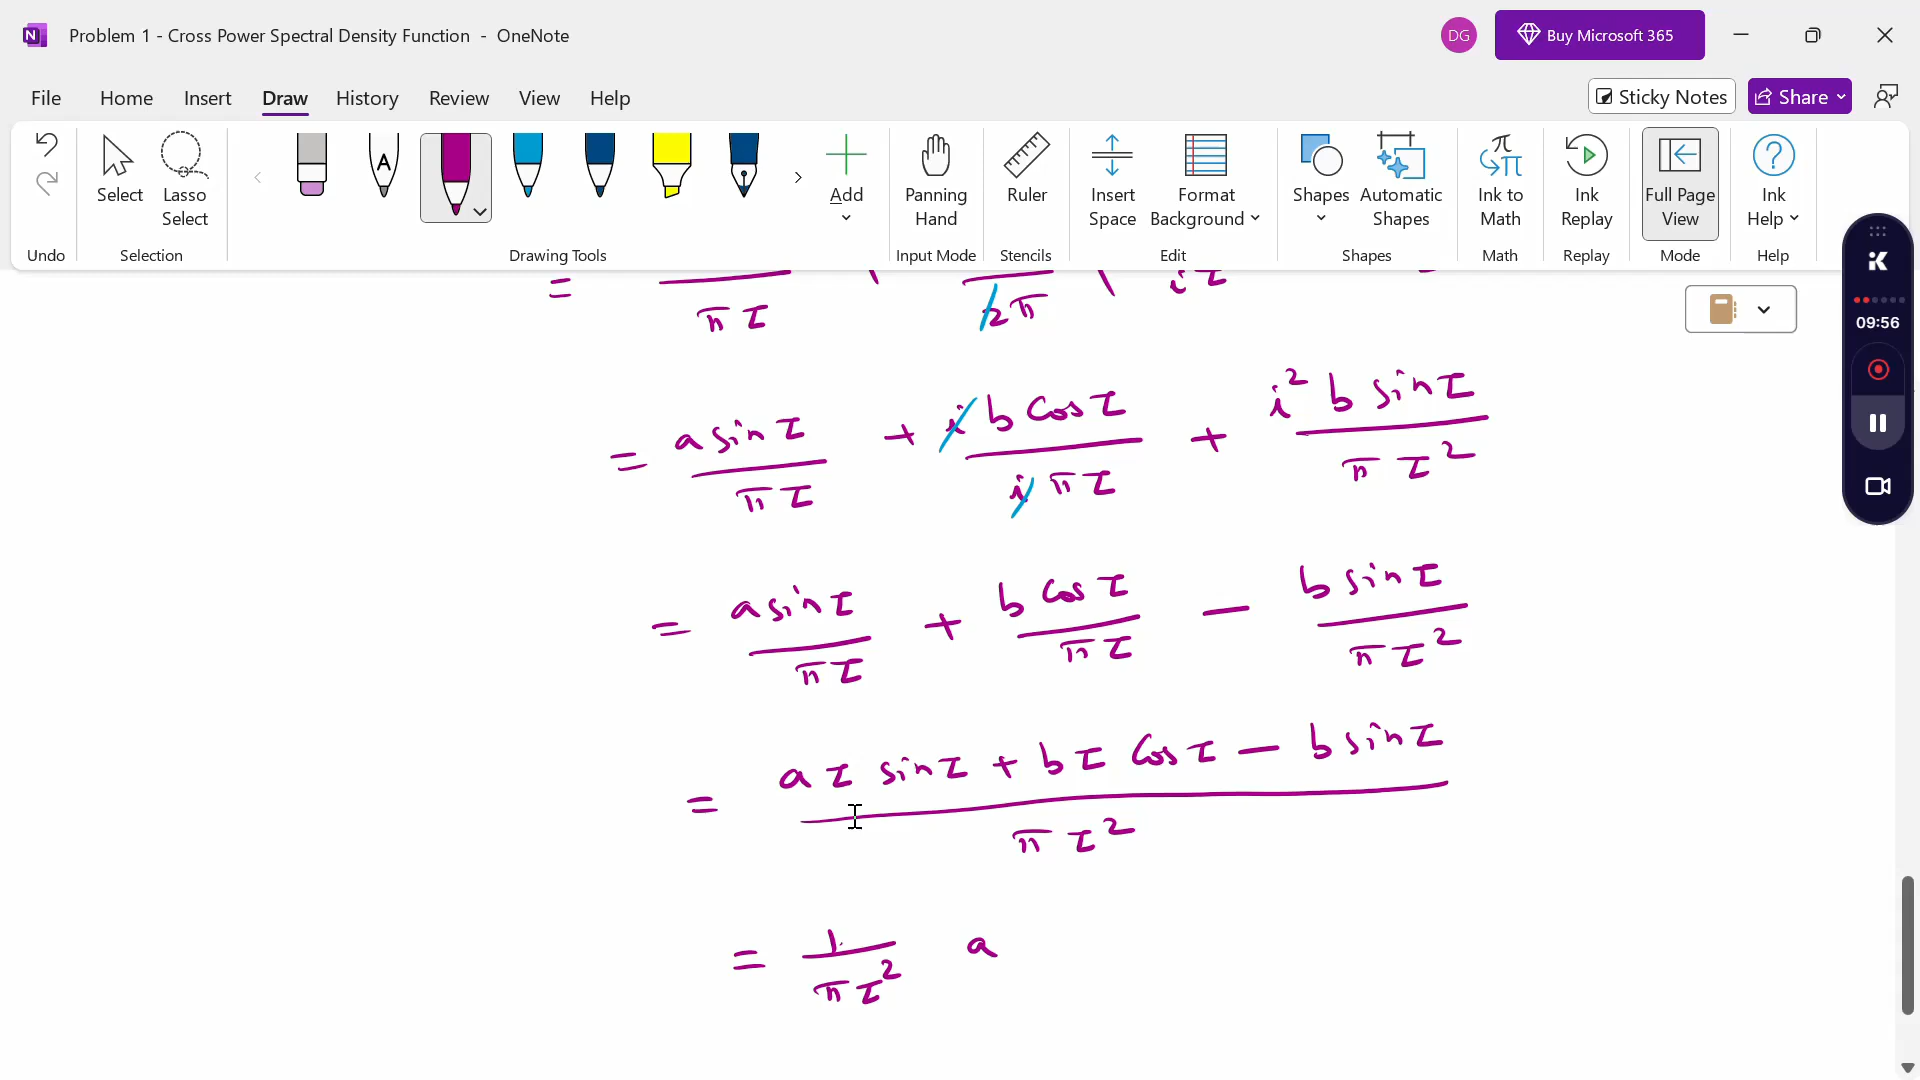 Problem 1 - Cross Power Spectral Density Function - OneNote
DG
Buy Microsoft 365
File Home Insert Draw History Review View Help
Sticky Notes
Share
Undo
Select
Lasso Select
Selection
Drawing Tools
Add
Panning Hand
Input Mode
Ruler
Stencils
Insert Space
Format Background
Edit
Shapes
Automatic Shapes
Shapes
Ink to Math
Math
Ink Replay
Replay
Full Page View
Mode
Ink Help
Help
09:56
= π τ 2 π i τ
= a sin τ / π τ + i b cos τ / i π τ + i² b sin τ / π τ²
= a sin τ / π τ + b cos τ / π τ − b sin τ / π τ²
= a τ sin τ + b τ cos τ − b sin τ / π τ²
= 1 / π τ² a